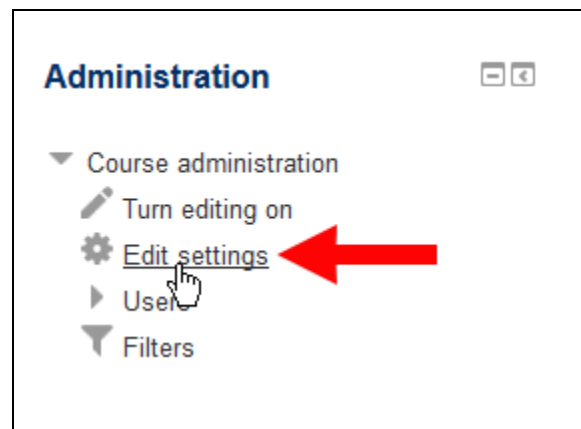 Administration
Course administration
Turn editing on
Edit settings
Users
Filters